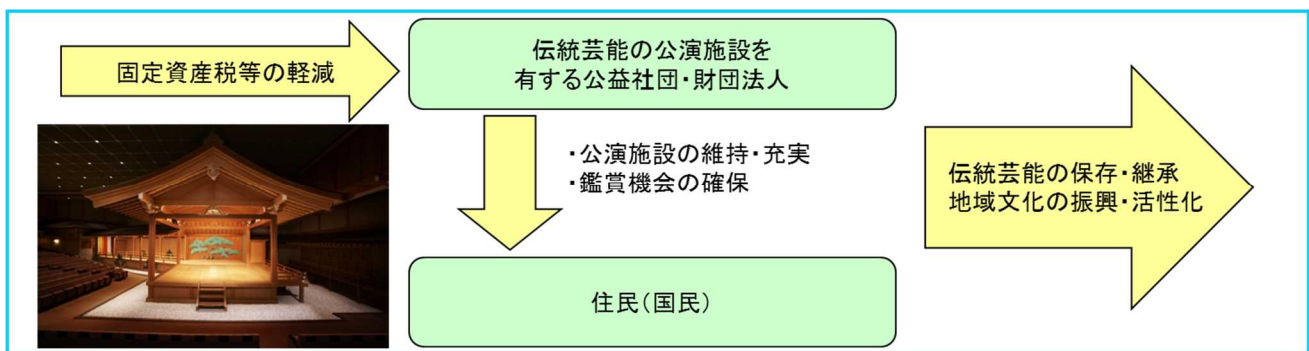 固定資産税等の軽減
伝統芸能の公演施設を
有する公益社団・財団法人
・公演施設の維持・充実
・鑑賞機会の確保
伝統芸能の保存・継承
地域文化の振興・活性化
住民(国民)